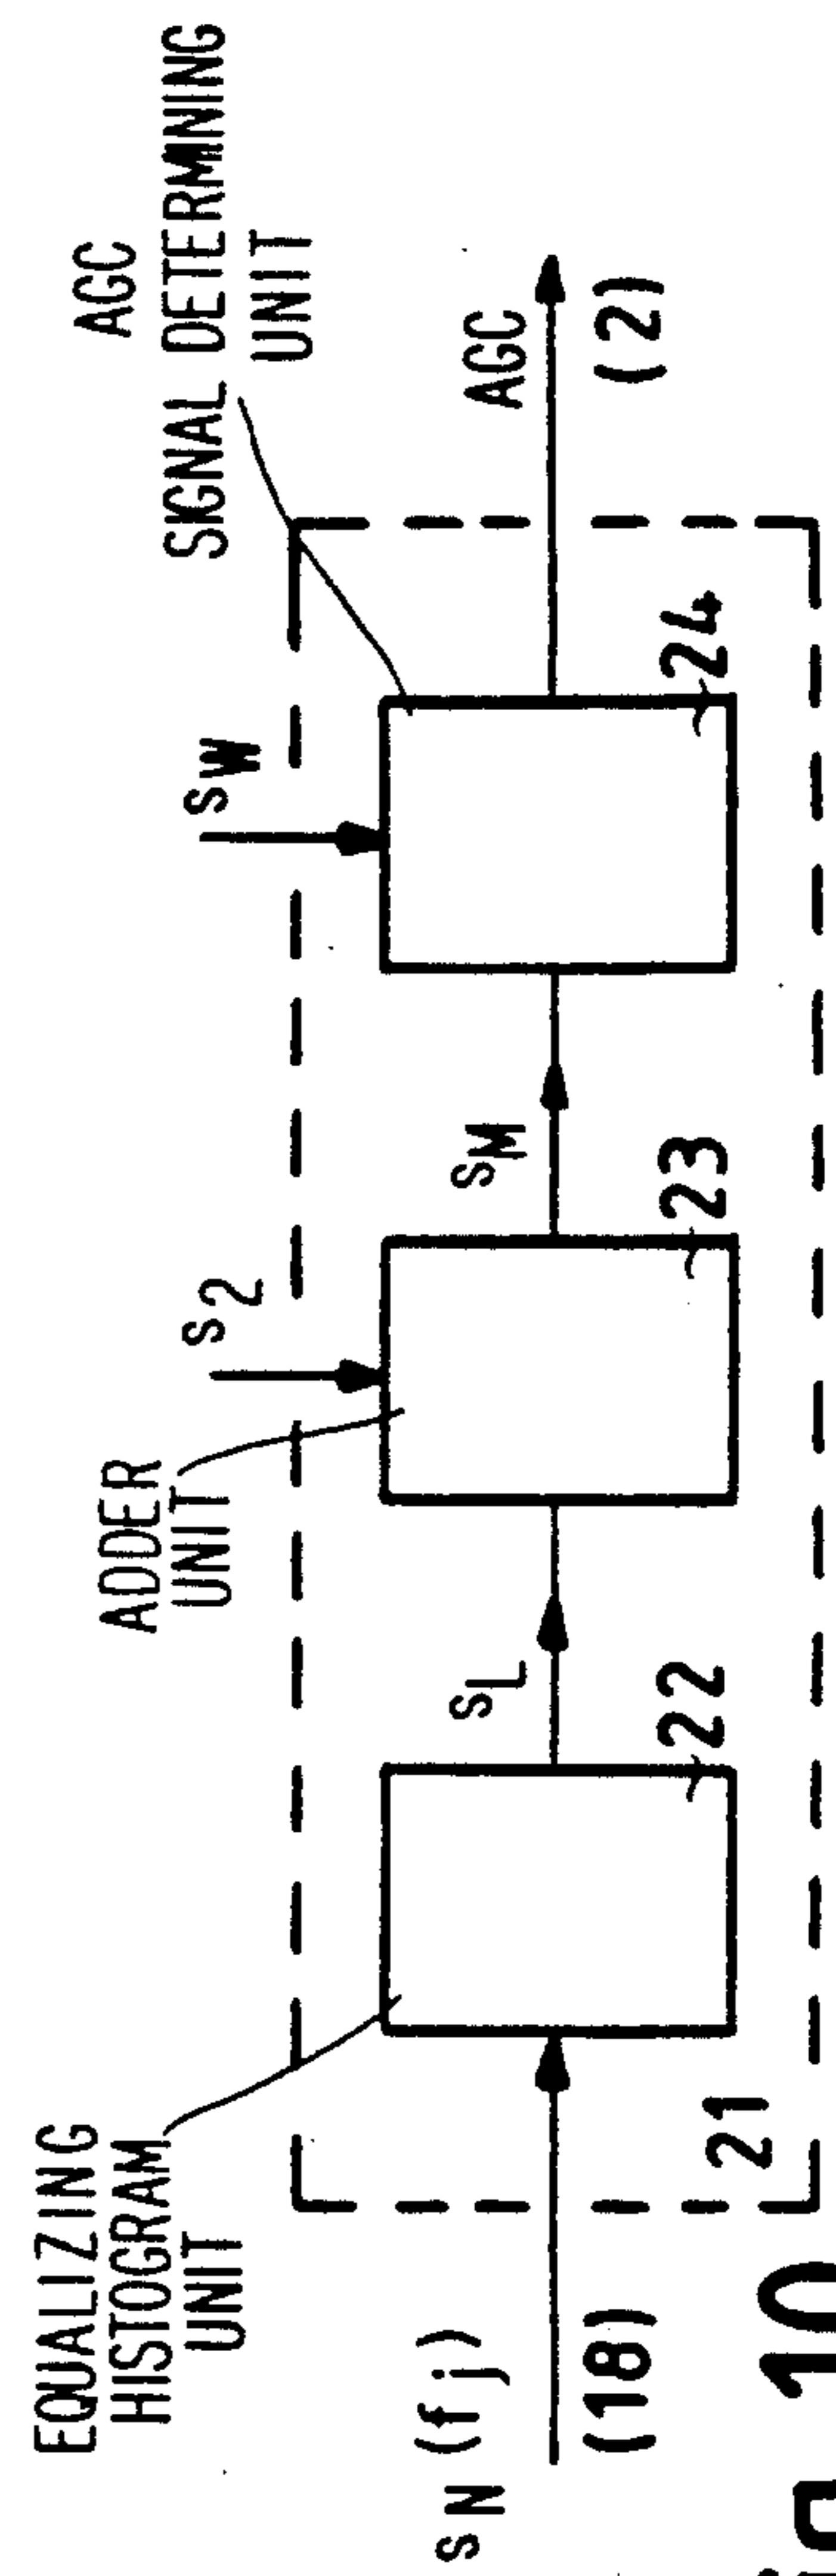 EQUALIZING
HISTOGRAM
UNIT
ADDER
UNIT
AGC
SIGNAL DETERMINING
UNIT
s2
sW
sN (fj)
(18)
sL
sM
AGC
(2)
21
22
23
24
10